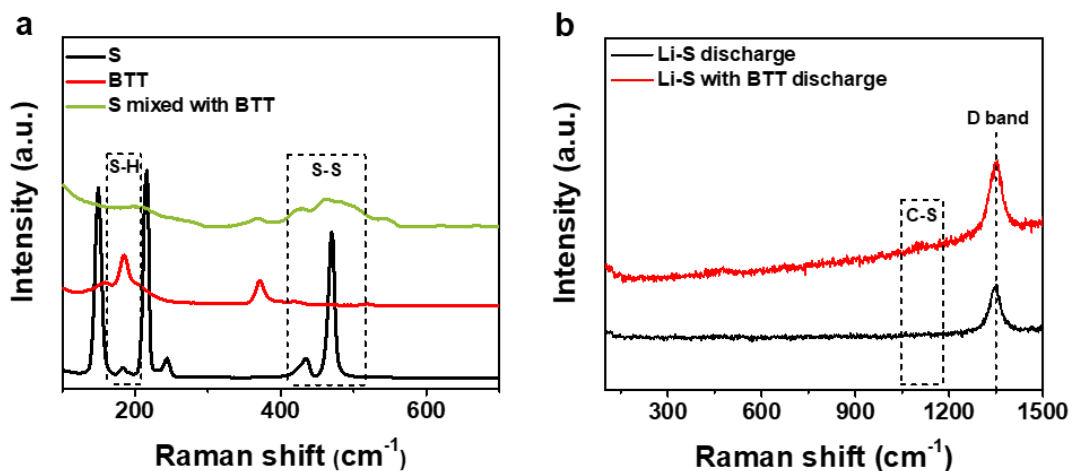 a
S
BTT
S mixed with BTT
S-H
S-S
Intensity (a.u.)
200
400
600
Raman shift (cm⁻¹)
b
Li-S discharge
Li-S with BTT discharge
D band
C-S
Intensity (a.u.)
300
600
900
1200
1500
Raman shift (cm⁻¹)